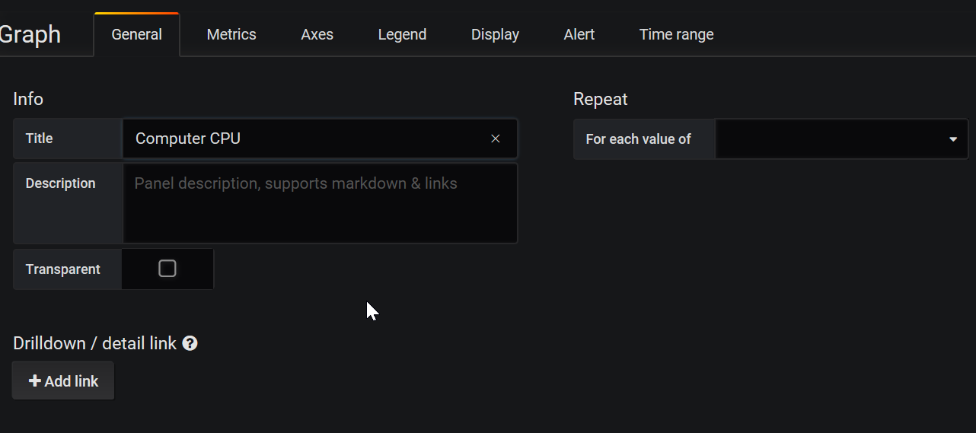 Graph General Metrics Axes Legend Display Alert Time range
Info
Title Computer CPU ×
Description Panel description, supports markdown & links
Transparent
Drilldown / detail link ?
+ Add link
Repeat
For each value of